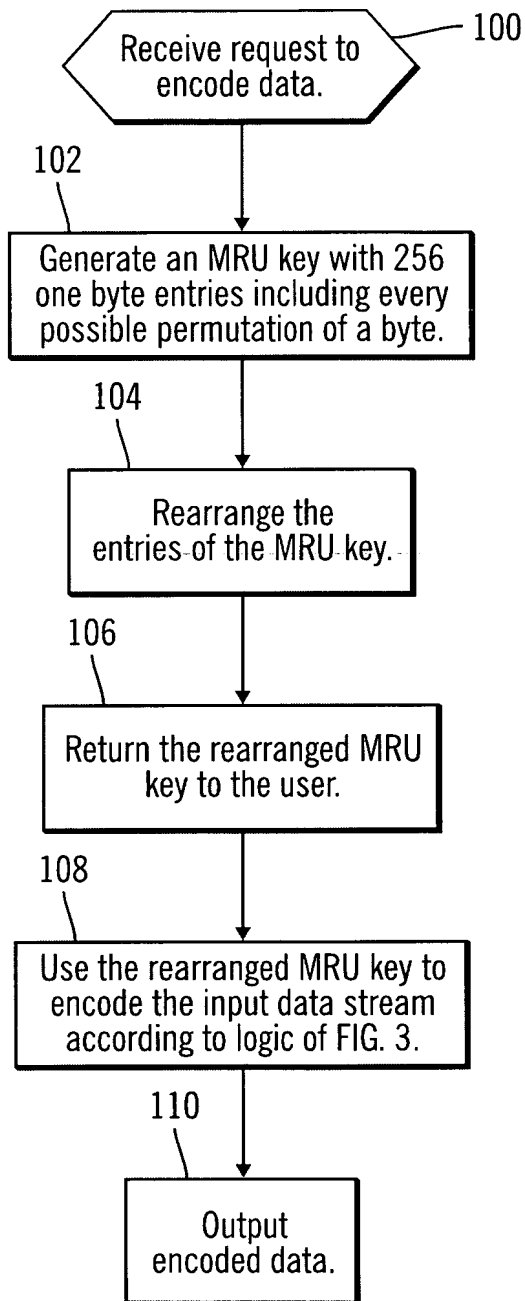 100
Receive request to
encode data.
102
Generate an MRU key with 256
one byte entries including every
possible permutation of a byte.
104
Rearrange the
entries of the MRU key.
106
Return the rearranged MRU
key to the user.
108
Use the rearranged MRU key to
encode the input data stream
according to logic of FIG. 3.
110
Output
encoded data.